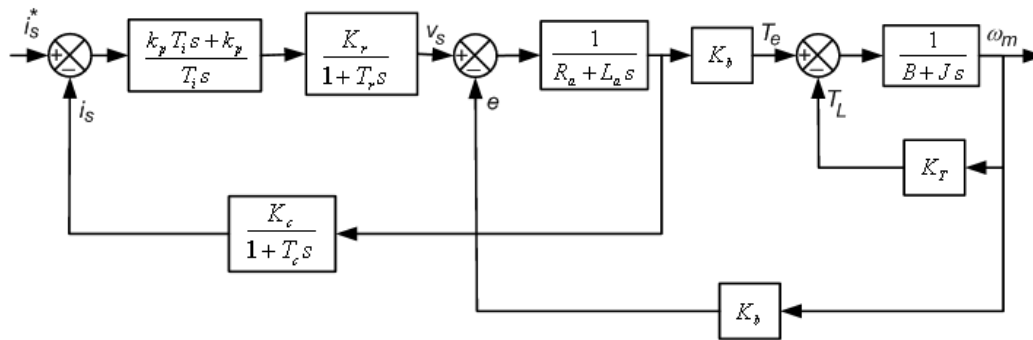 i_s^*
+
−
k_p T_i s + k_p
T_i s
K_r
1 + T_r s
v_s
+
−
1
R_a + L_a s
K_b
T_e
+
−
1
B + J s
ω_m
i_s
e
T_L
K_T
K_c
1 + T_c s
K_b